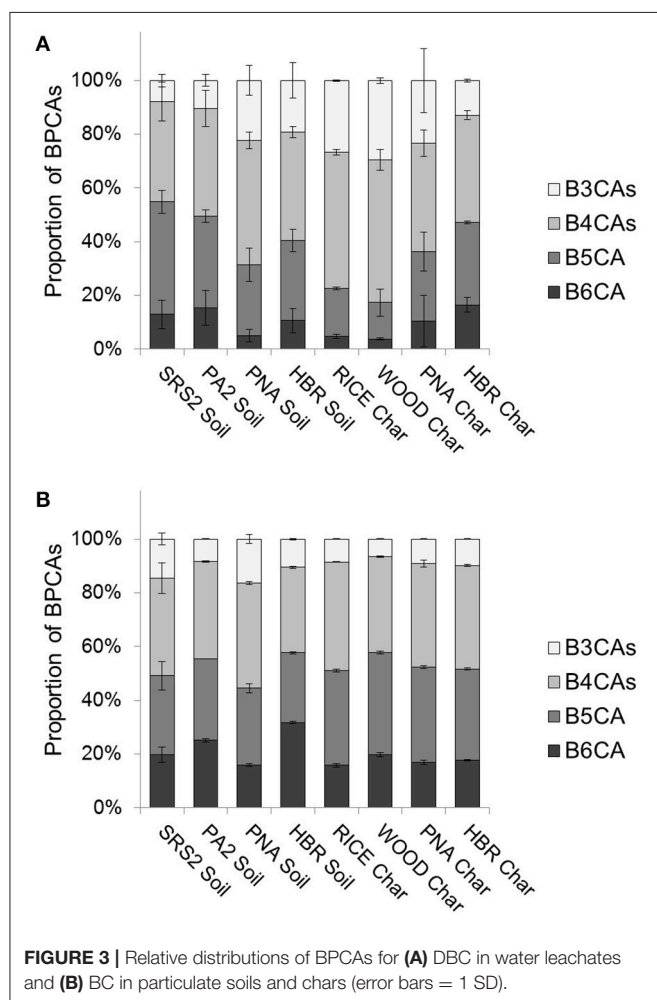 A
Proportion of BPCAs
100%
80%
60%
40%
20%
0%
SRS2 Soil
PA2 Soil
PNA Soil
HBR Soil
RICE Char
WOOD Char
PNA Char
HBR Char
B3CAs
B4CAs
B5CA
B6CA
B
Proportion of BPCAs
100%
80%
60%
40%
20%
0%
SRS2 Soil
PA2 Soil
PNA Soil
HBR Soil
RICE Char
WOOD Char
PNA Char
HBR Char
B3CAs
B4CAs
B5CA
B6CA
FIGURE 3 | Relative distributions of BPCAs for (A) DBC in water leachates
and (B) BC in particulate soils and chars (error bars = 1 SD).